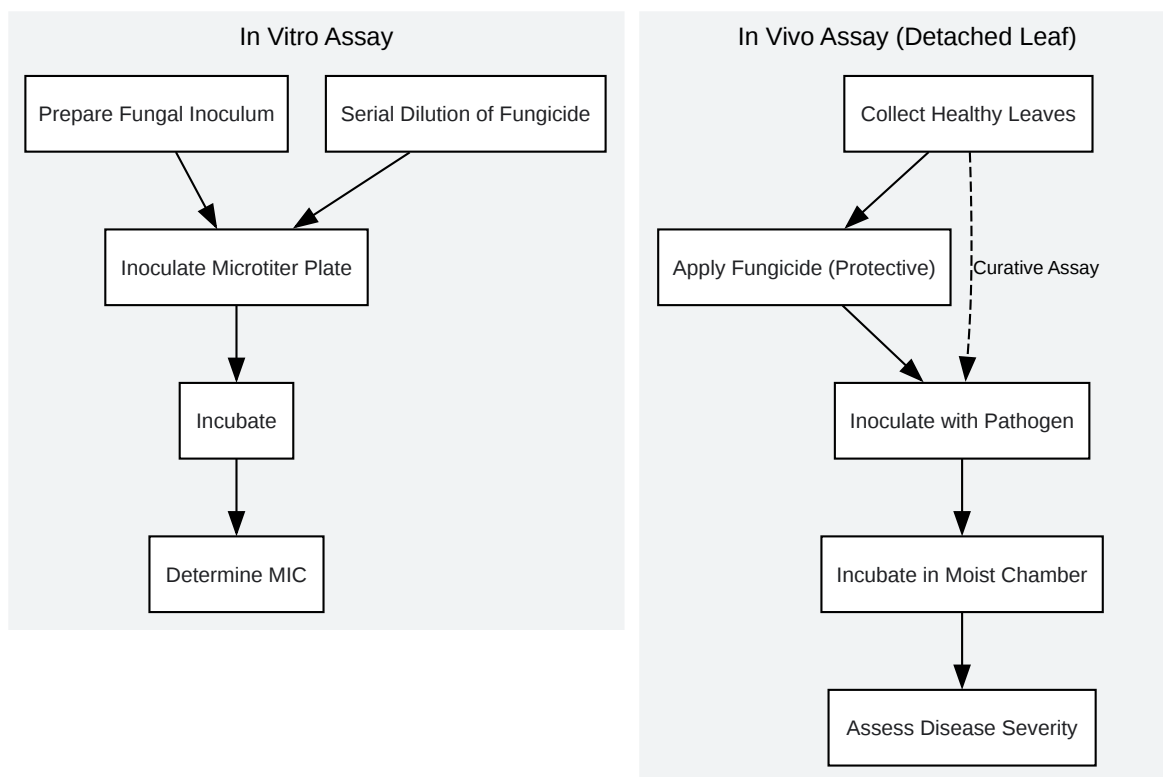 In Vitro Assay
Prepare Fungal Inoculum
Serial Dilution of Fungicide
Inoculate Microtiter Plate
Incubate
Determine MIC
In Vivo Assay (Detached Leaf)
Collect Healthy Leaves
Apply Fungicide (Protective)
Curative Assay
Inoculate with Pathogen
Incubate in Moist Chamber
Assess Disease Severity